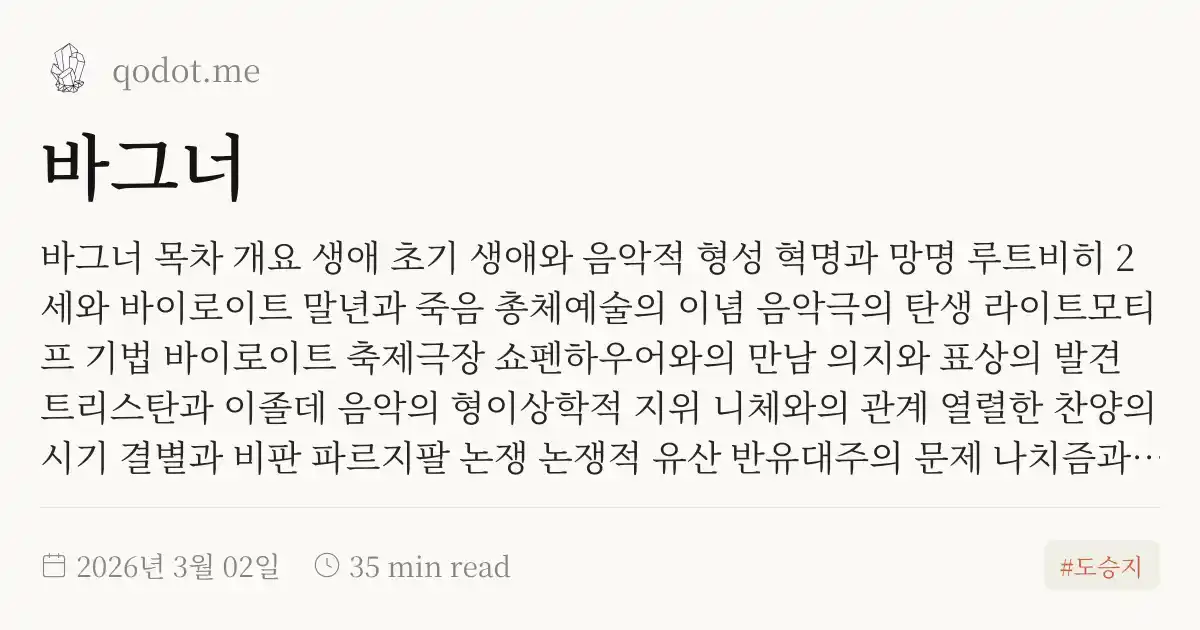 qodot.me
바그너
바그너 목차 개요 생애 초기 생애와 음악적 형성 혁명과 망명 루트비히 2
세와 바이로이트 말년과 죽음 총체예술의 이념 음악극의 탄생 라이트모티
프 기법 바이로이트 축제극장 쇼펜하우어와의 만남 의지와 표상의 발견
트리스탄과 이졸데 음악의 형이상학적 지위 니체와의 관계 열렬한 찬양의
시기 결별과 비판 파르지팔 논쟁 논쟁적 유산 반유대주의 문제 나치즘과…
2026년 3월 02일 35 min read
#도승지